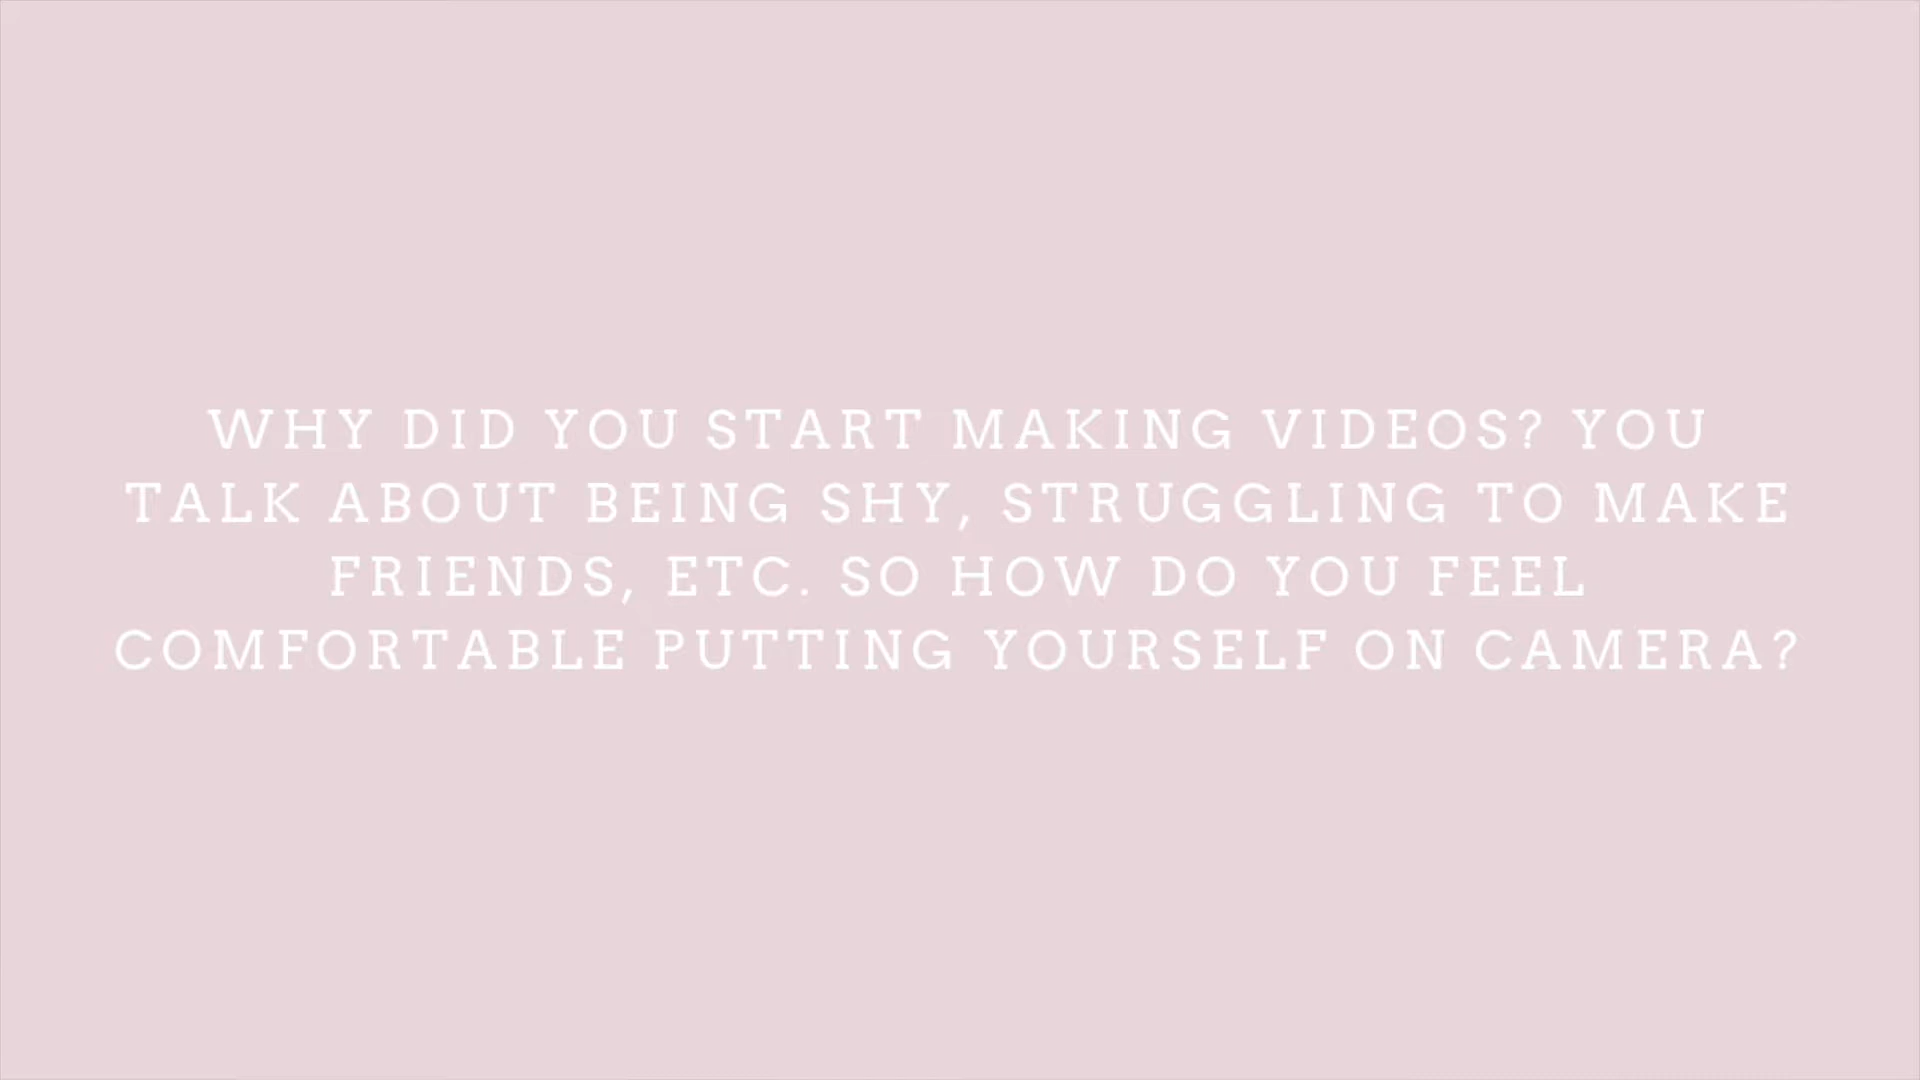 WHY DID YOU START MAKING VIDEOS? YOU
TALK ABOUT BEING SHY, STRUGGLING TO MAKE
FRIENDS, ETC. SO HOW DO YOU FEEL
COMFORTABLE PUTTING YOURSELF ON CAMERA?